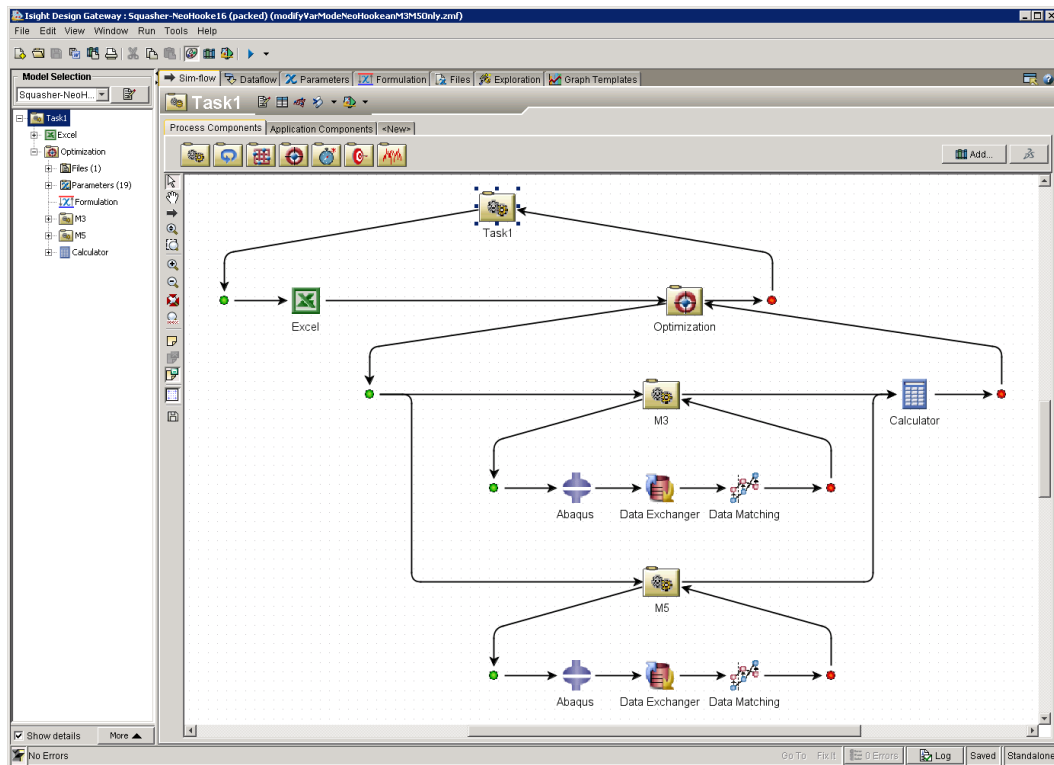 Isight Design Gateway : Squasher-NeoHooke16 (packed) (modifyVarModeNeoHookeanM3M5Only.zmf)
File Edit View Window Run Tools Help
Model Selection
Squasher-NeoH...
Task1
Excel
Optimization
Files (1)
Parameters (19)
Formulation
M3
M5
Calculator
Show details
More
Sim-flow Dataflow Parameters Formulation Files Exploration Graph Templates
Task1
Process Components Application Components <New>
Add...
Task1
Excel
Optimization
M3
Calculator
Abaqus Data Exchanger Data Matching
M5
Abaqus Data Exchanger Data Matching
No Errors
Go To Fix It 0 Errors Log Saved Standalone